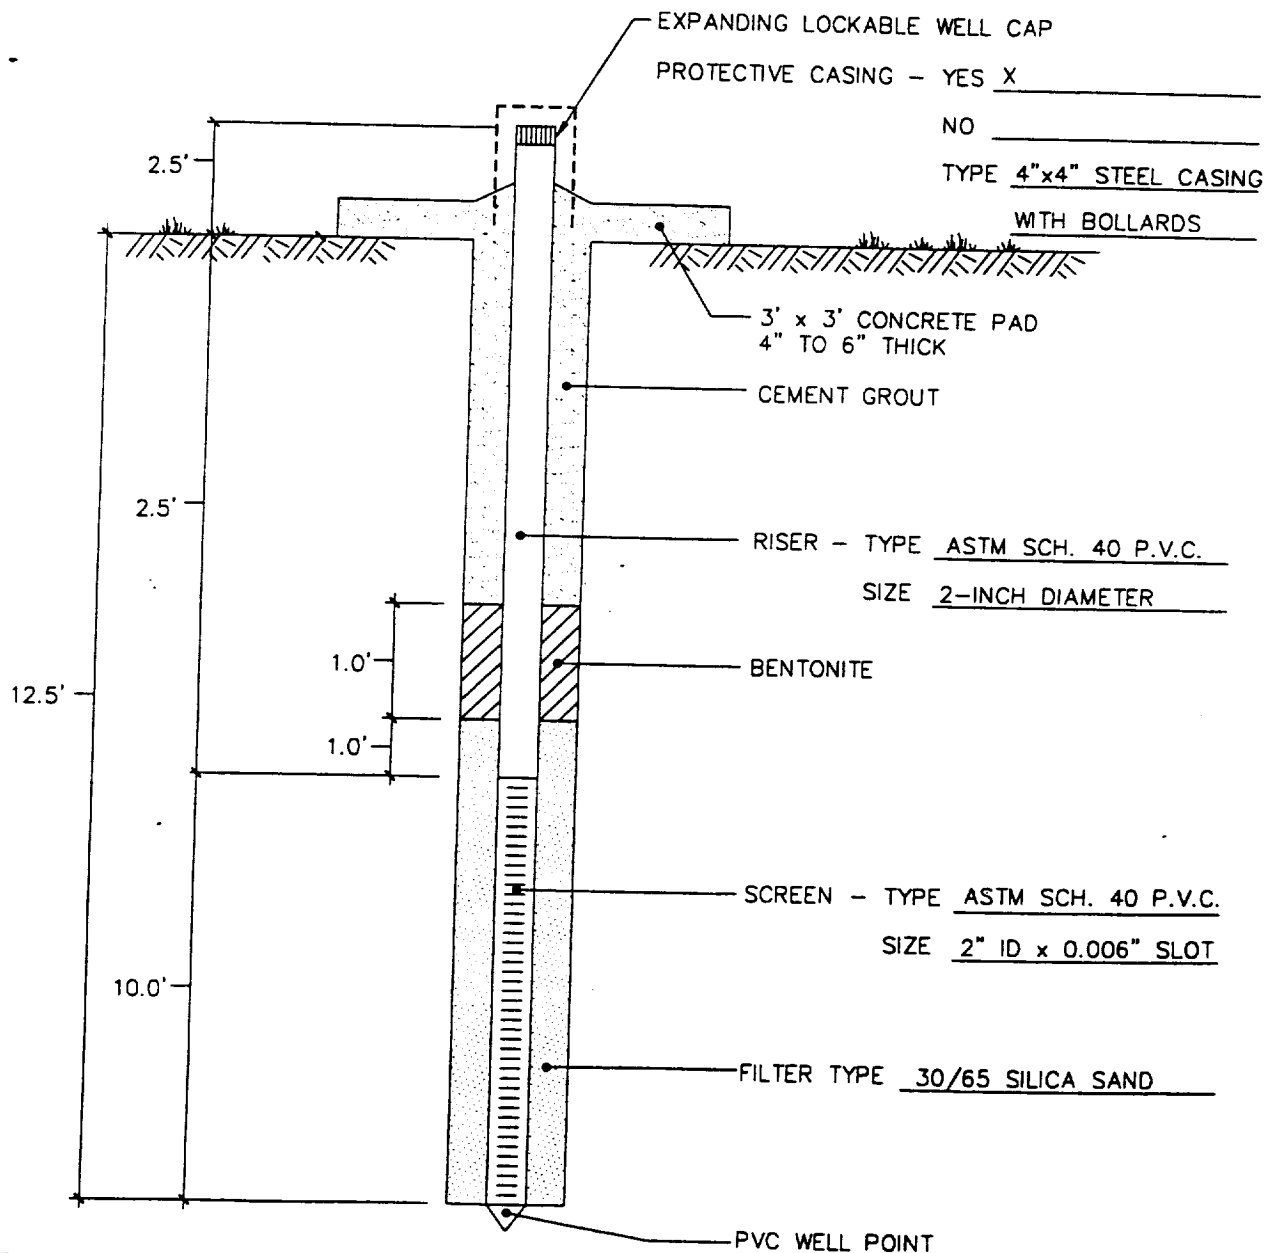 EXPANDING LOCKABLE WELL CAP
PROTECTIVE CASING – YES X
NO
TYPE 4"x4" STEEL CASING
WITH BOLLARDS
2.5'
3' x 3' CONCRETE PAD
4" TO 6" THICK
CEMENT GROUT
2.5'
RISER – TYPE ASTM SCH. 40 P.V.C.
SIZE 2-INCH DIAMETER
1.0'
BENTONITE
12.5'
1.0'
SCREEN – TYPE ASTM SCH. 40 P.V.C.
SIZE 2" ID x 0.006" SLOT
10.0'
FILTER TYPE 30/65 SILICA SAND
PVC WELL POINT